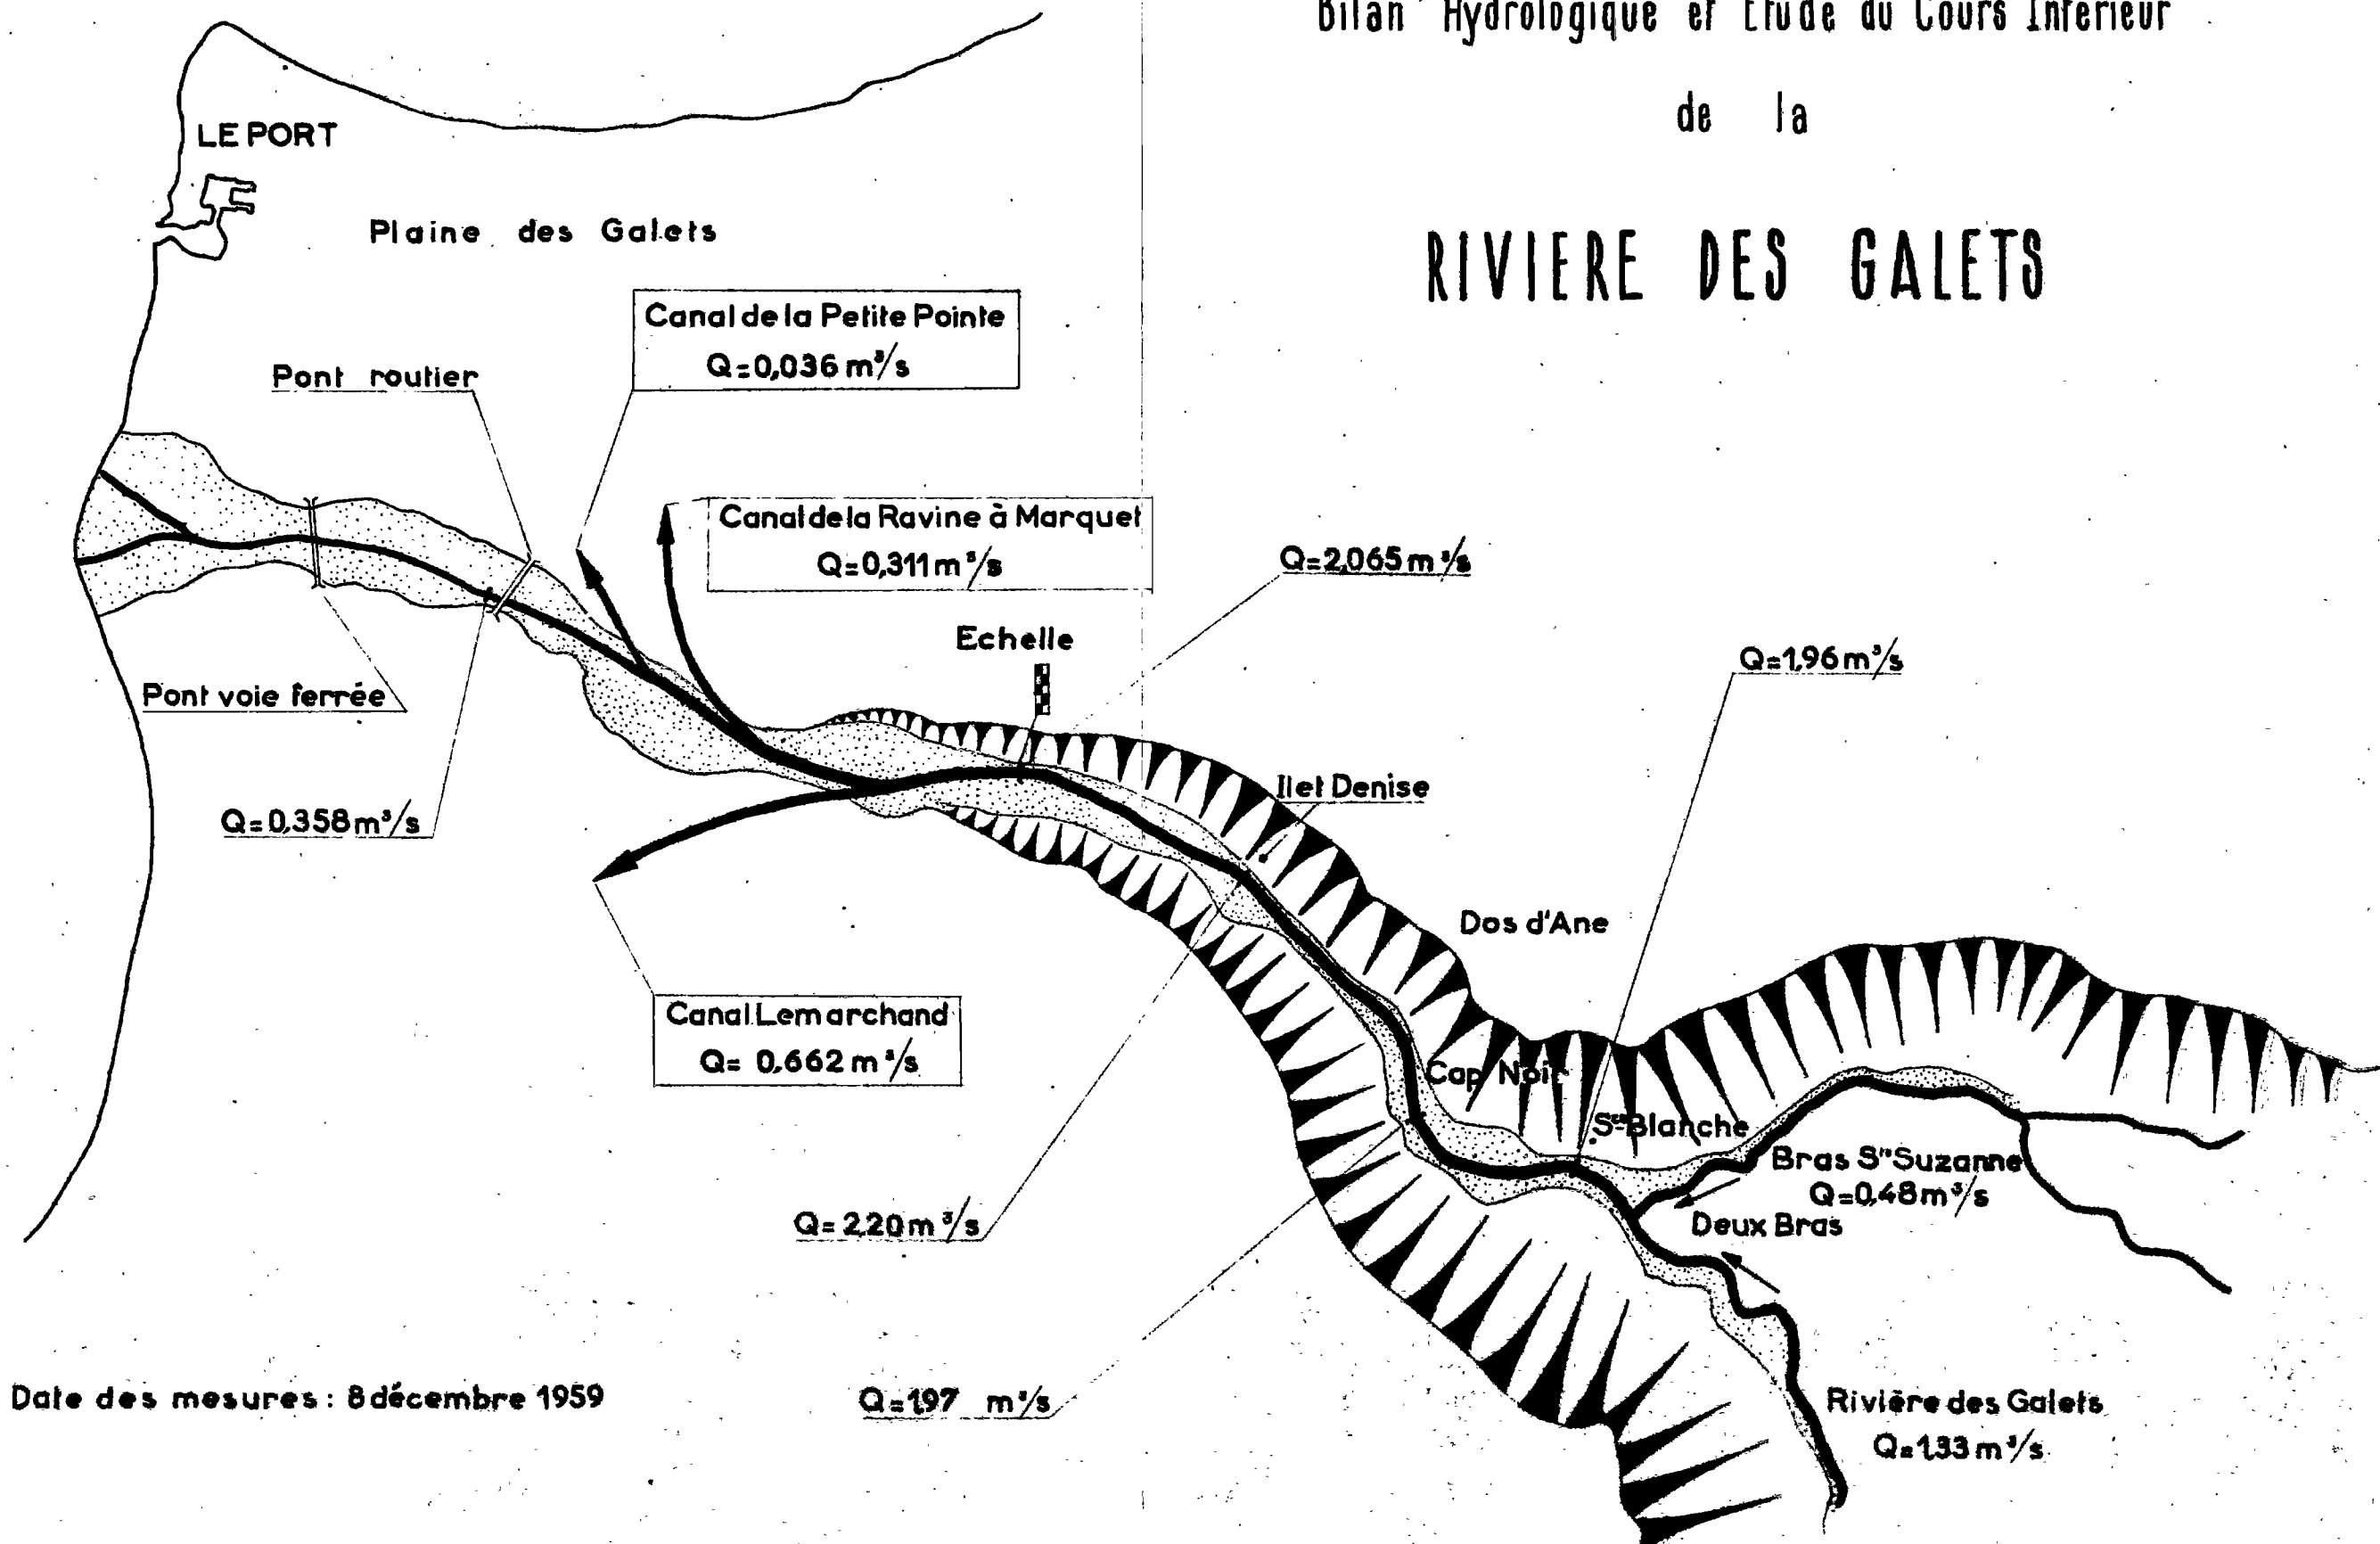 Bilan Hydrologique et Etude du Cours Inférieur
de la
RIVIERE DES GALETS
LE PORT
Plaine des Galets
Canal de la Petite Pointe
Q=0,036 m³/s
Pont routier
Canal de la Ravine à Marquet
Q=0,311 m³/s
Q=2,065 m³/s
Echelle
Q=1,96 m³/s
Pont voie ferrée
Ilet Denise
Q=0,358 m³/s
Dos d'Ane
Canal Lemarchand
Q= 0,662 m³/s
Cap Noir
Sce Blanche
Bras Ste Suzanne
Q=0,48 m³/s
Deux Bras
Q= 2,20 m³/s
Date des mesures : 8 décembre 1959
Q=1,97 m³/s
Rivière des Galets
Q=1,33 m³/s